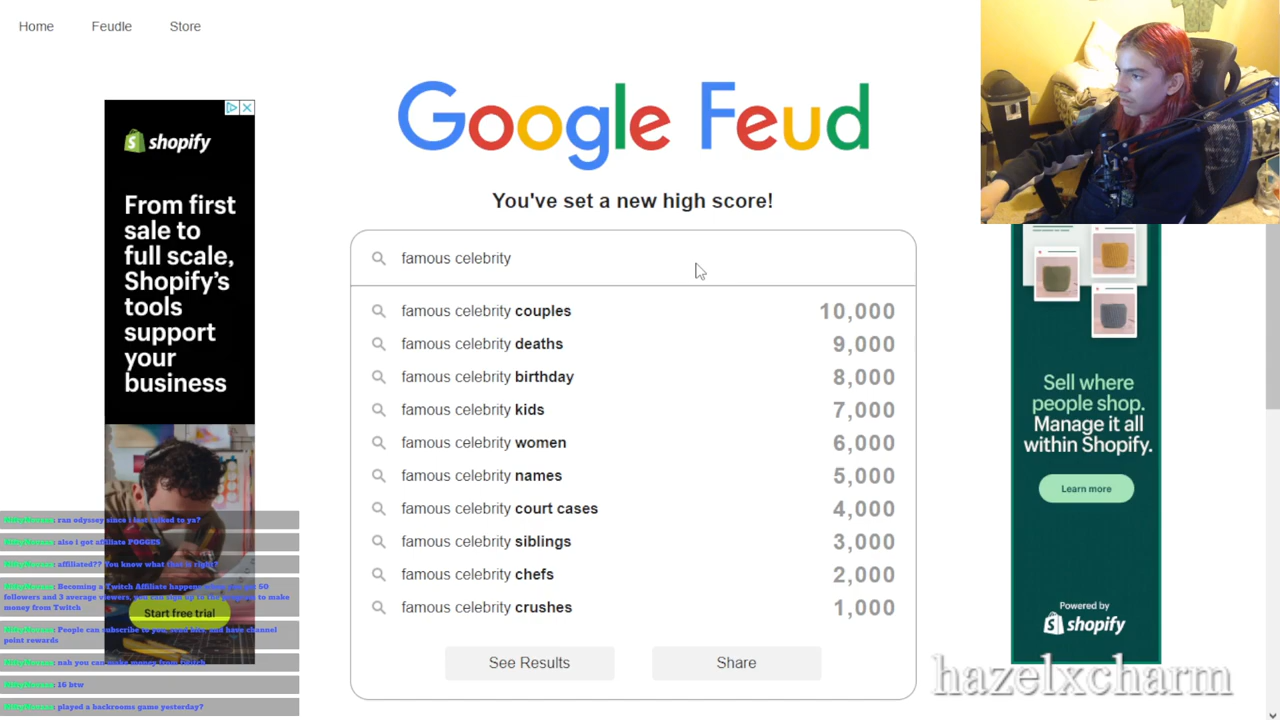 Home Feudle Store
Google Feud
You've set a new high score!
famous celebrity
famous celebrity couples 10,000
famous celebrity deaths 9,000
famous celebrity birthday 8,000
famous celebrity kids 7,000
famous celebrity women 6,000
famous celebrity names 5,000
famous celebrity court cases 4,000
famous celebrity siblings 3,000
famous celebrity chefs 2,000
famous celebrity crushes 1,000
See Results Share
shopify
From first
sale to
full scale,
Shopify's
tools
support
your
business
Start free trial
ran odyssey since i last talked to ya?
also i got affiliate POGGES
affiliated?? You know what that is right?
Becoming a Twitch Affiliate happens
followers and 3 average viewers, you can sign up to the program to make
money from Twitch
People can subscribe to you, send bits, and have channel
point rewards
nah you can make money from twitch
16 btw
played a backrooms game yesterday?
Sell where
people shop.
Manage it all
within Shopify.
Learn more
Powered by
shopify
hazelxcharm